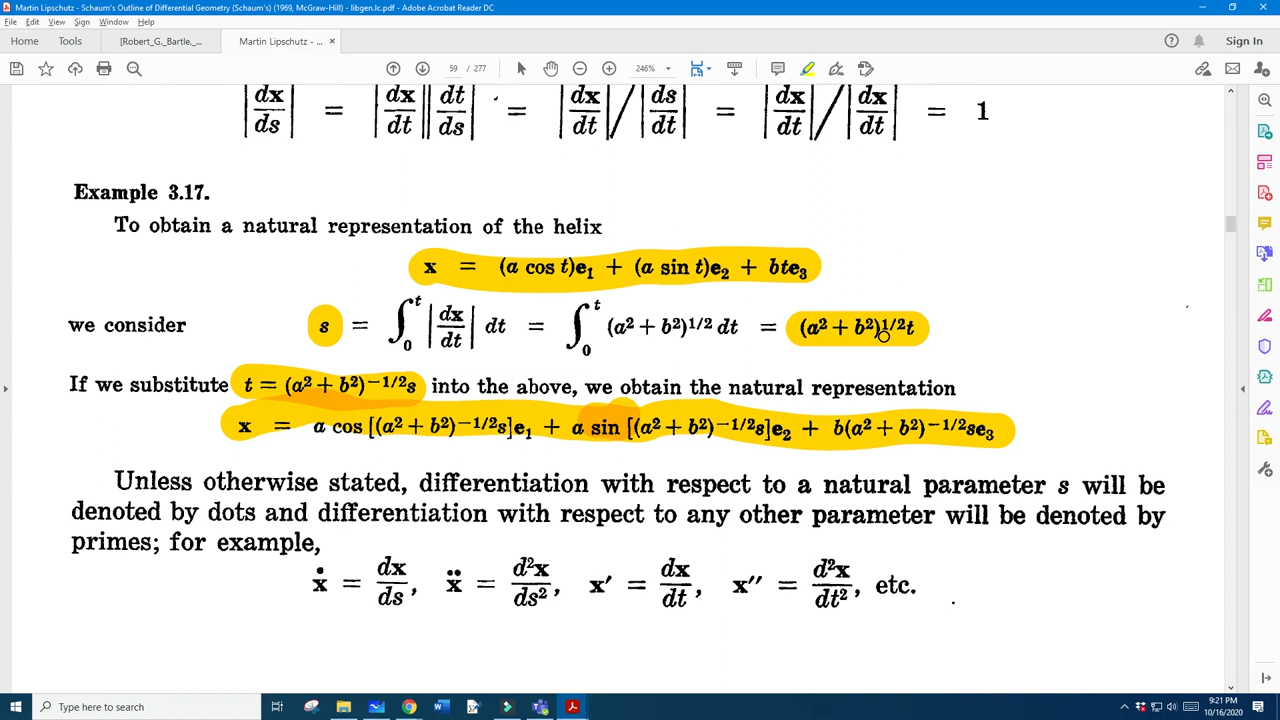 Martin Lipschutz - Schaum's Outline of Differential Geometry (Schaum's) (1969, McGraw-Hill) - libgen.lc.pdf - Adobe Acrobat Reader DC
File Edit View Sign Window Help
Home Tools [Robert_G._Bartle,_... Martin Lipschutz - ... × Sign In
59 / 277 246%
|dx/ds| = |dx/dt||dt/ds| = |dx/dt| / |ds/dt| = |dx/dt| / |dx/dt| = 1
Example 3.17.
To obtain a natural representation of the helix
x = (a cos t)e₁ + (a sin t)e₂ + bte₃
we consider s = ∫₀ᵗ |dx/dt| dt = ∫₀ᵗ (a² + b²)^1/2 dt = (a² + b²)^1/2 t
If we substitute t = (a² + b²)^−1/2 s into the above, we obtain the natural representation
x = a cos [(a² + b²)^−1/2 s]e₁ + a sin [(a² + b²)^−1/2 s]e₂ + b(a² + b²)^−1/2 se₃
Unless otherwise stated, differentiation with respect to a natural parameter s will be
denoted by dots and differentiation with respect to any other parameter will be denoted by
primes; for example,
ẋ = dx/ds, ẍ = d²x/ds², x′ = dx/dt, x′′ = d²x/dt², etc.
Type here to search
9:21 PM
10/16/2020